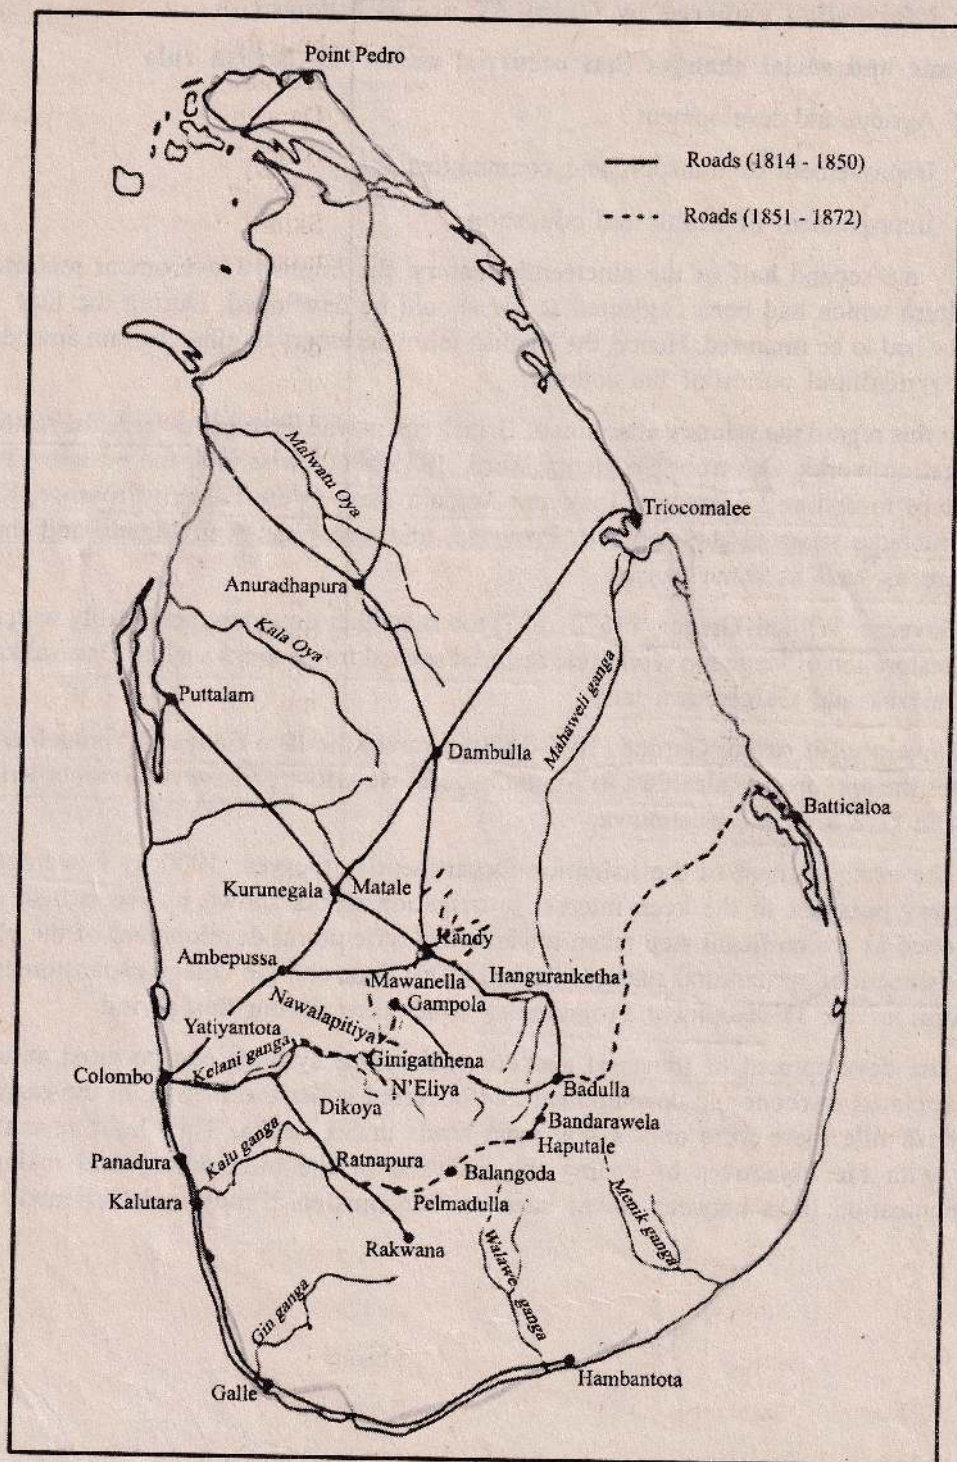 Point Pedro
Roads (1814 - 1850)
Roads (1851 - 1872)
Malwatu Oya
Triocomalee
Anuradhapura
Kala Oya
Puttalam
Mahaweli ganga
Dambulla
Batticaloa
Kurunegala
Matale
Kandy
Ambepussa
Mawanella
Hanguranketha
Nawalapitiya
Gampola
Yatiyantota
Kelani ganga
Ginigathhena
Colombo
N'Eliya
Badulla
Dikoya
Bandarawela
Kalu ganga
Haputale
Panadura
Ratnapura
Balangoda
Kalutara
Pelmadulla
Menik ganga
Rakwana
Walawe ganga
Gin ganga
Galle
Hambantota